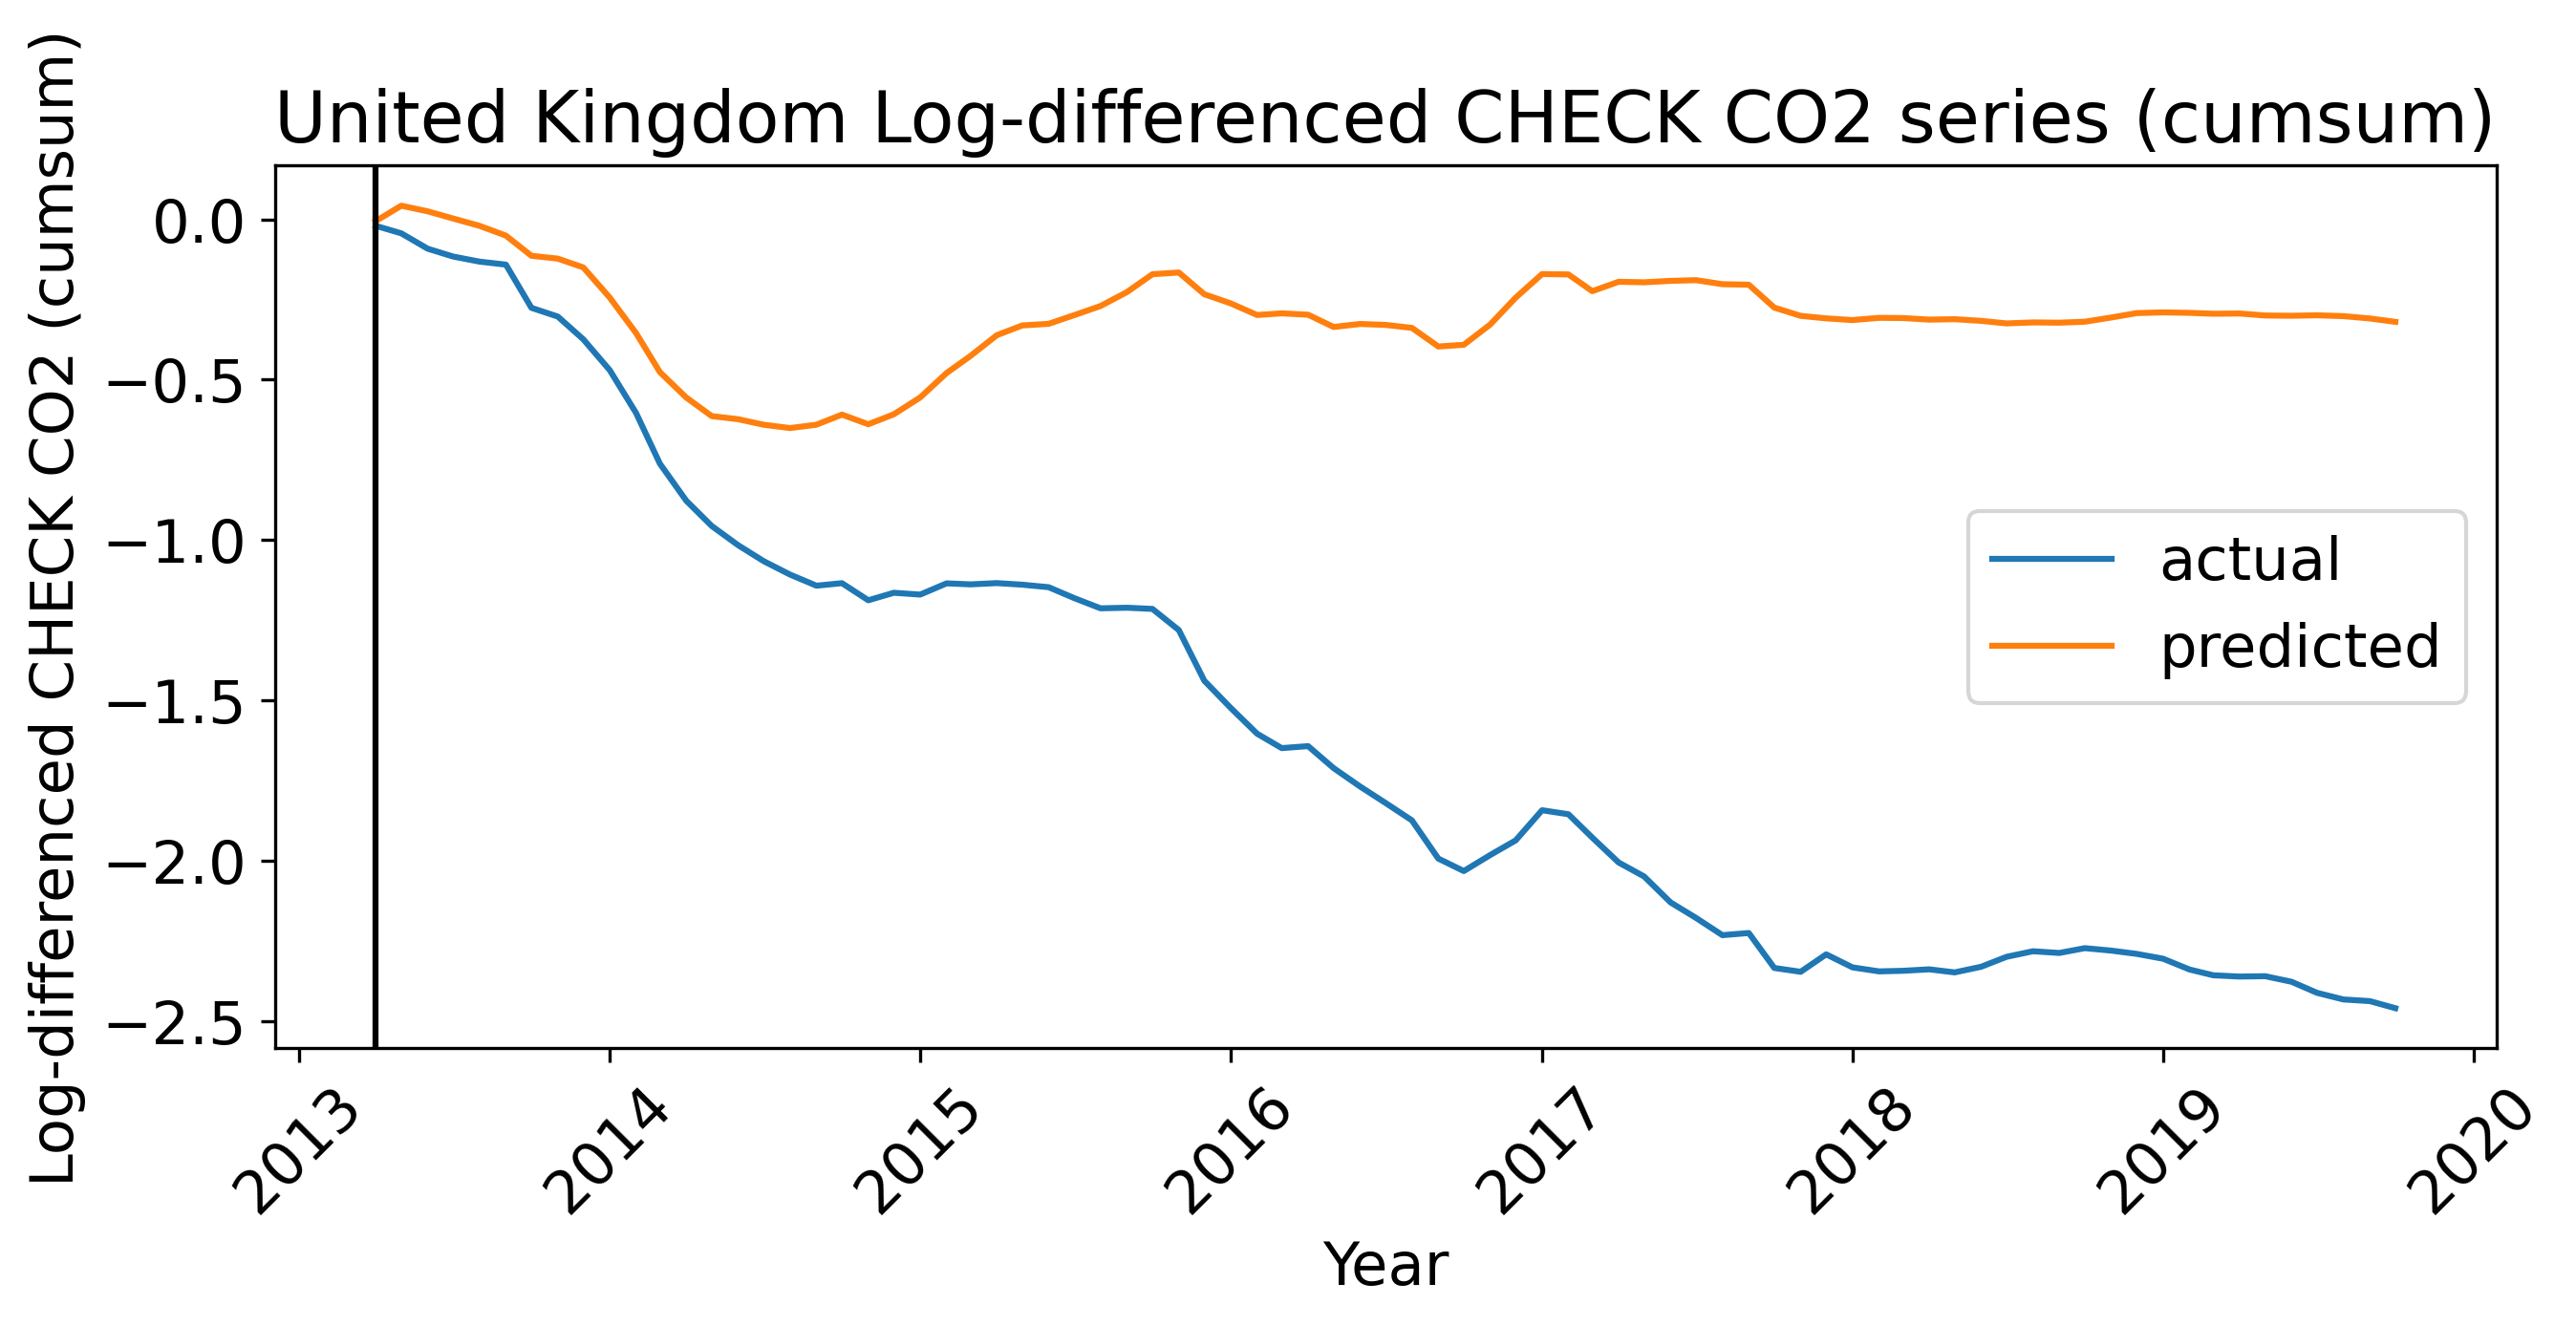 United Kingdom Log-differenced CHECK CO2 series (cumsum)
Log-differenced CHECK CO2 (cumsum)
0.0
−0.5
−1.0
−1.5
−2.0
−2.5
actual
predicted
2013
2014
2015
2016
2017
2018
2019
2020
Year